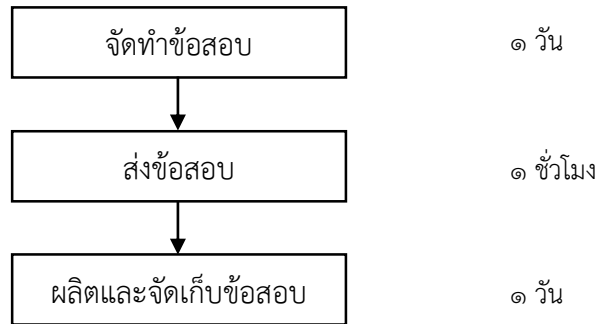 จัดทำข้อสอบ ๑ วัน
ส่งข้อสอบ ๑ ชั่วโมง
ผลิตและจัดเก็บข้อสอบ ๑ วัน